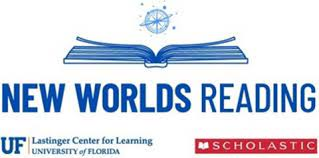 NEW WORLDS READING
UF Lastinger Center for Learning
UNIVERSITY of FLORIDA
SCHOLASTIC